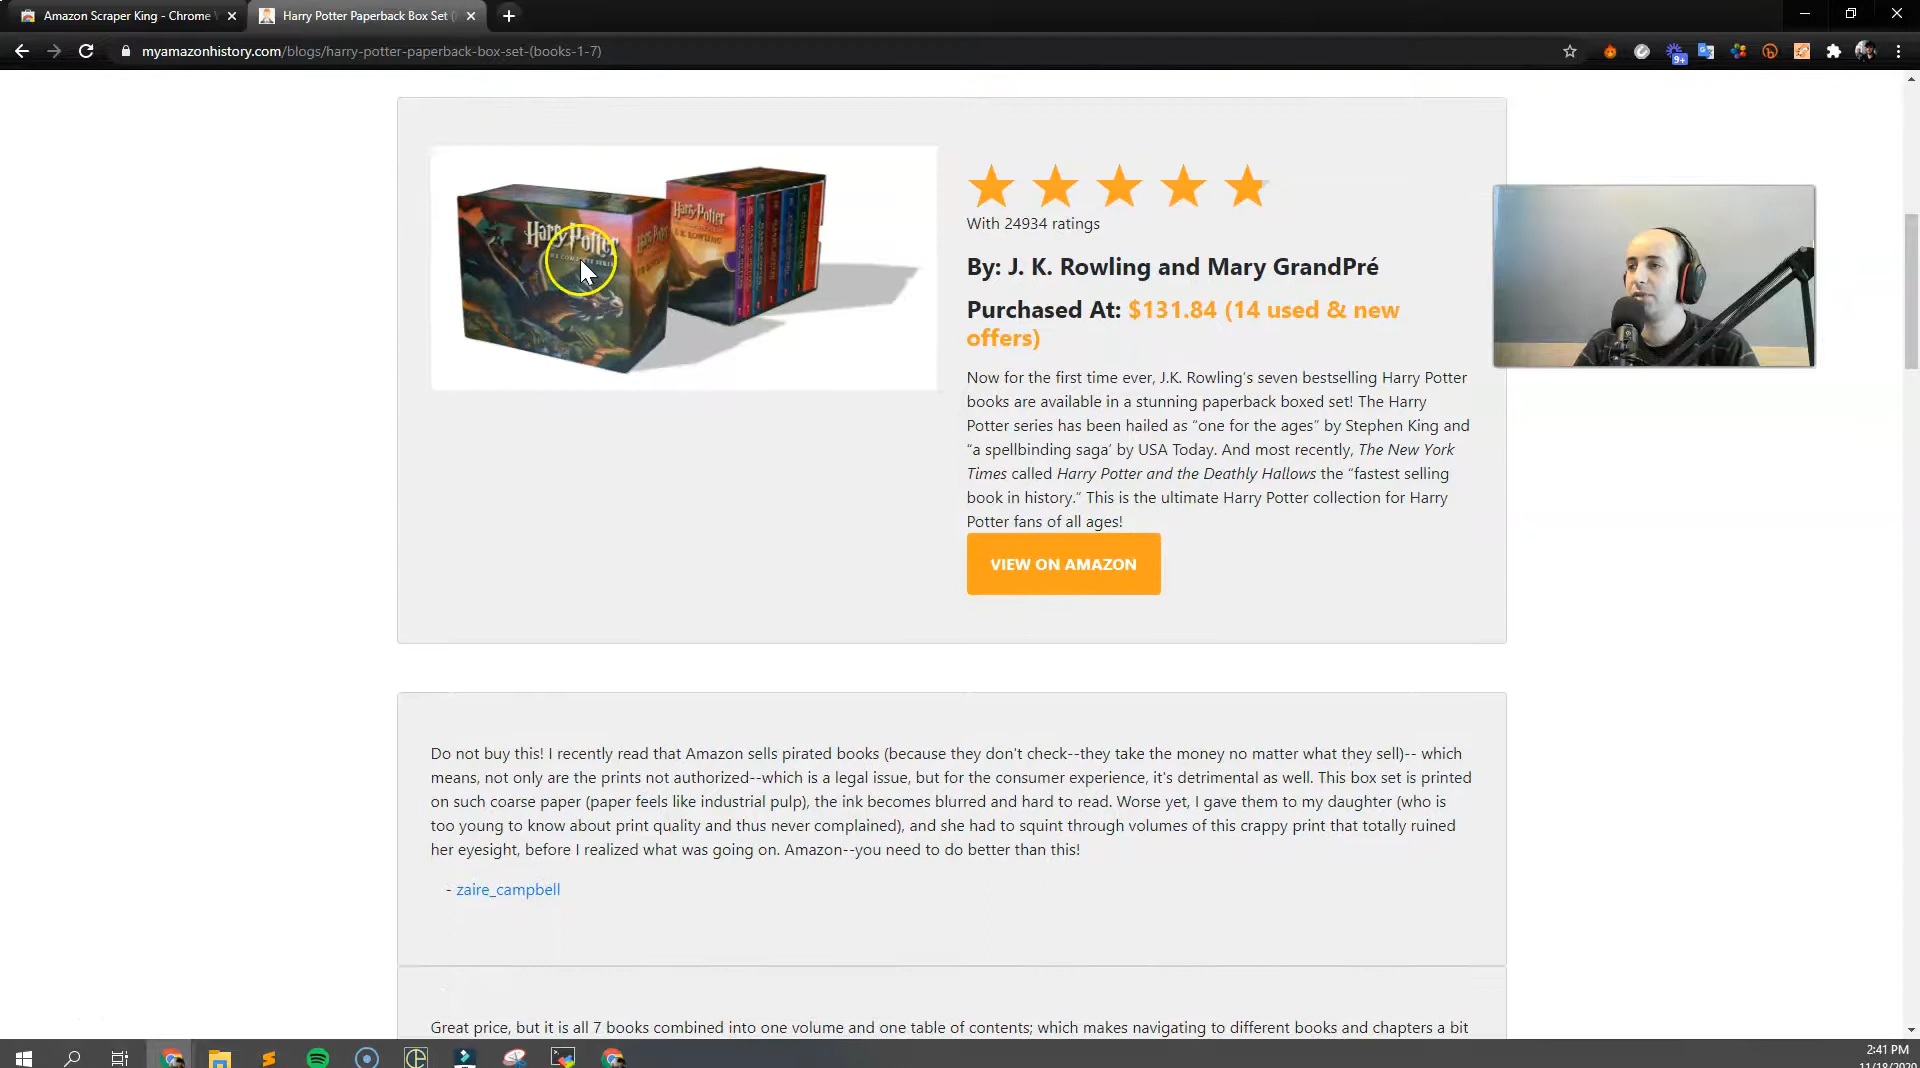 Amazon Scraper King - Chrome
Harry Potter Paperback Box Set (
myamazonhistory.com/blogs/harry-potter-paperback-box-set-(books-1-7)
9+
Harry Potter
Harry Potter
J.K. ROWLING
With 24934 ratings
By: J. K. Rowling and Mary GrandPré
Purchased At: $131.84 (14 used & new
offers)
Now for the first time ever, J.K. Rowling's seven bestselling Harry Potter
books are available in a stunning paperback boxed set! The Harry
Potter series has been hailed as “one for the ages” by Stephen King and
“a spellbinding saga’ by USA Today. And most recently, The New York
Times called Harry Potter and the Deathly Hallows the “fastest selling
book in history.” This is the ultimate Harry Potter collection for Harry
Potter fans of all ages!
VIEW ON AMAZON
Do not buy this! I recently read that Amazon sells pirated books (because they don't check--they take the money no matter what they sell)-- which
means, not only are the prints not authorized--which is a legal issue, but for the consumer experience, it's detrimental as well. This box set is printed
on such coarse paper (paper feels like industrial pulp), the ink becomes blurred and hard to read. Worse yet, I gave them to my daughter (who is
too young to know about print quality and thus never complained), and she had to squint through volumes of this crappy print that totally ruined
her eyesight, before I realized what was going on. Amazon--you need to do better than this!
- zaire_campbell
Great price, but it is all 7 books combined into one volume and one table of contents; which makes navigating to different books and chapters a bit
2:41 PM
11/18/2020